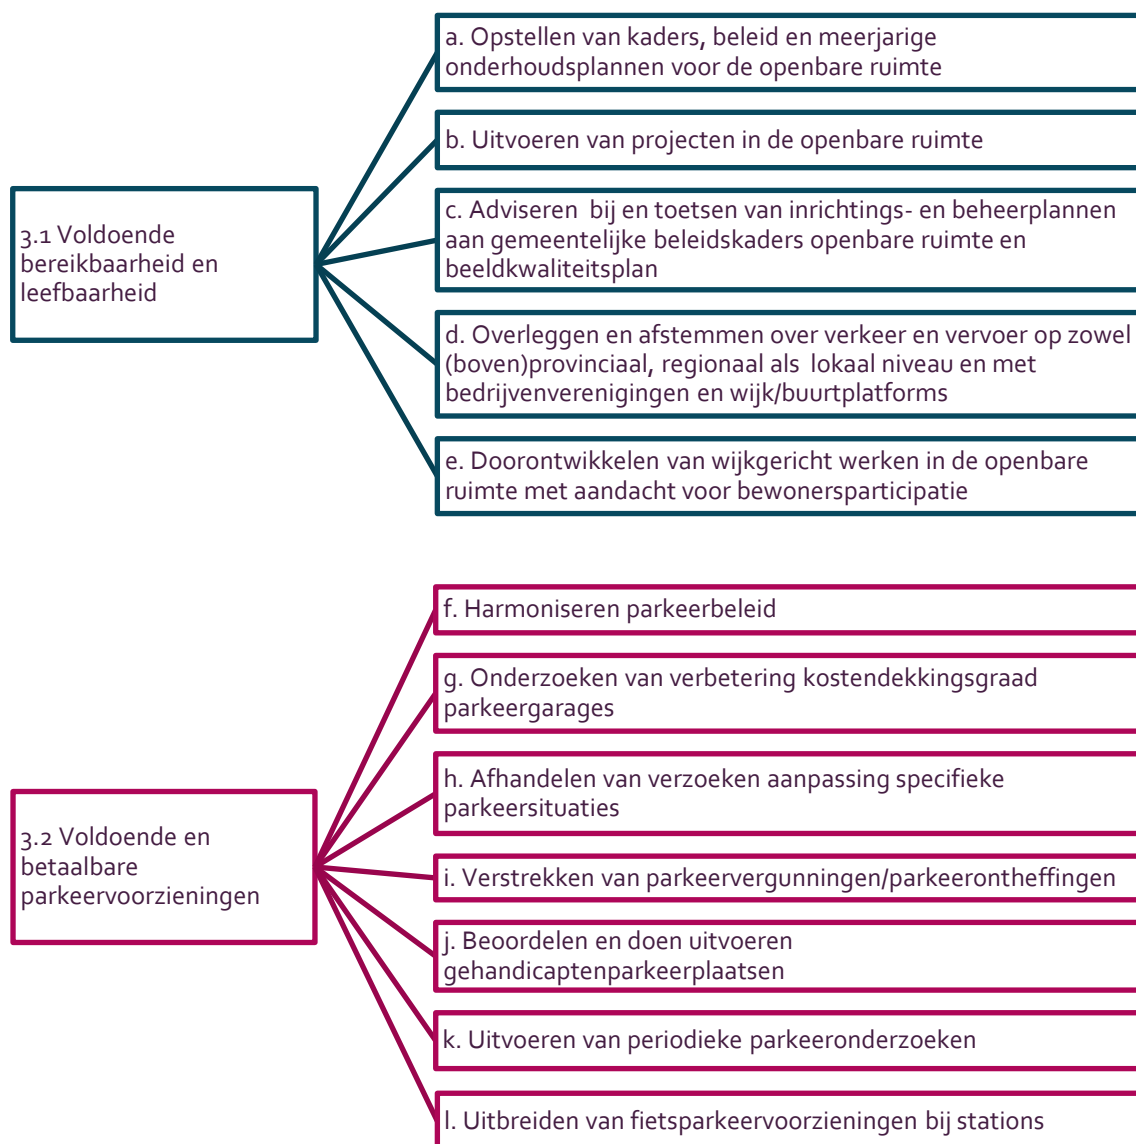 3.1 Voldoende
bereikbaarheid en
leefbaarheid
a. Opstellen van kaders, beleid en meerjarige
onderhoudsplannen voor de openbare ruimte
b. Uitvoeren van projecten in de openbare ruimte
c. Adviseren bij en toetsen van inrichtings- en beheerplannen
aan gemeentelijke beleidskaders openbare ruimte en
beeldkwaliteitsplan
d. Overleggen en afstemmen over verkeer en vervoer op zowel
(boven)provinciaal, regionaal als lokaal niveau en met
bedrijvenverenigingen en wijk/buurtplatforms
e. Doorontwikkelen van wijkgericht werken in de openbare
ruimte met aandacht voor bewonersparticipatie
3.2 Voldoende en
betaalbare
parkeervoorzieningen
f. Harmoniseren parkeerbeleid
g. Onderzoeken van verbetering kostendekkingsgraad
parkeergarages
h. Afhandelen van verzoeken aanpassing specifieke
parkeersituaties
i. Verstrekken van parkeervergunningen/parkeerontheffingen
j. Beoordelen en doen uitvoeren
gehandicaptenparkeerplaatsen
k. Uitvoeren van periodieke parkeeronderzoeken
l. Uitbreiden van fietsparkeervoorzieningen bij stations